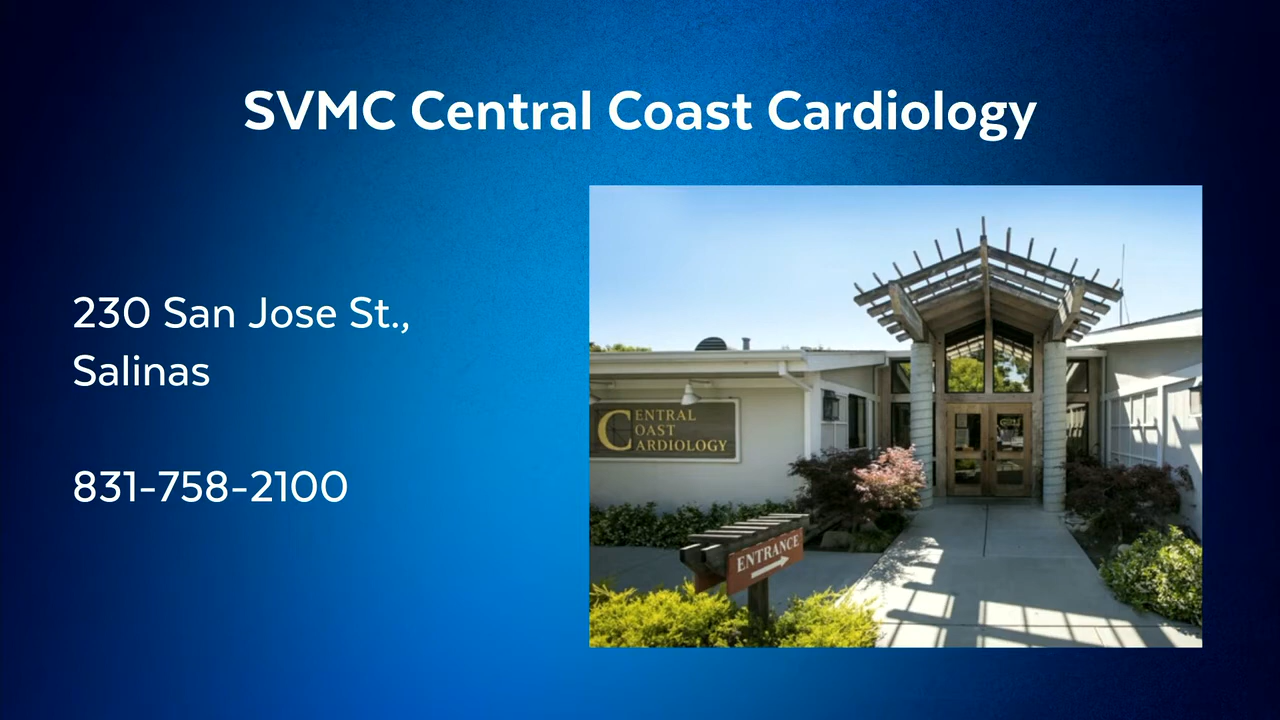 SVMC Central Coast Cardiology
230 San Jose St.,
Salinas
831-758-2100
CENTRAL
COAST
CARDIOLOGY
ENTRANCE